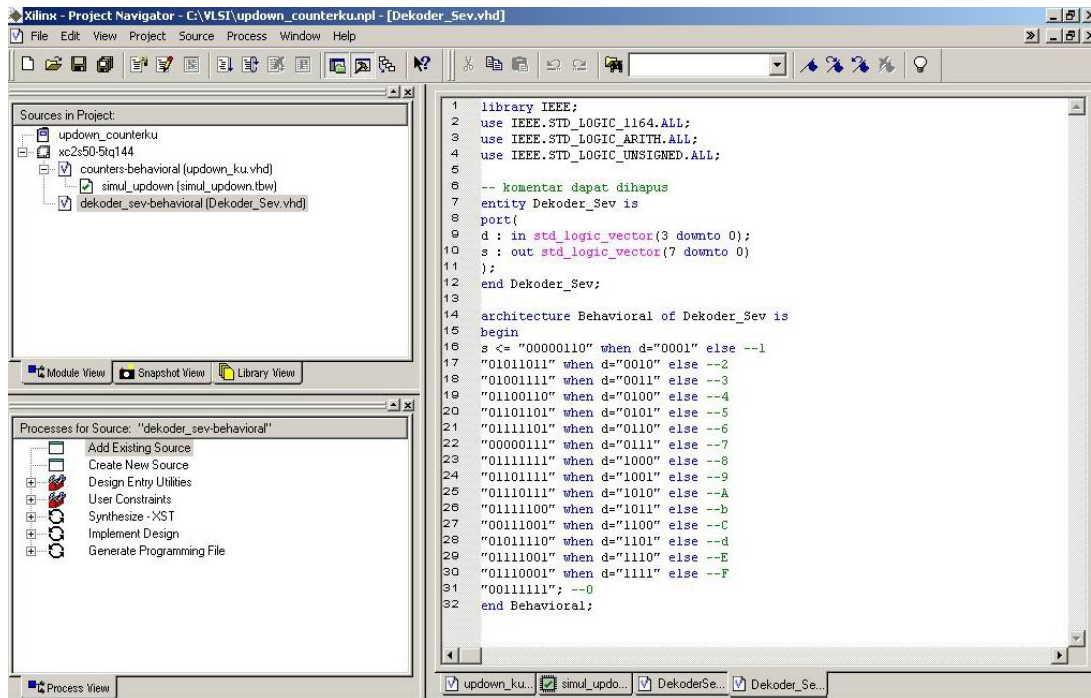 Xilinx - Project Navigator - C:\VLSI\updown_counterku.npl - [Dekoder_Sev.vhd]
File Edit View Project Source Process Window Help
Sources in Project:
updown_counterku
xc2s50-5tq144
counters-behavioral (updown_ku.vhd)
simul_updown (simul_updown.tbw)
dekoder_sev-behavioral (Dekoder_Sev.vhd)
Module View Snapshot View Library View
Processes for Source: "dekoder_sev-behavioral"
Add Existing Source
Create New Source
Design Entry Utilities
User Constraints
Synthesize - XST
Implement Design
Generate Programming File
Process View
1 library IEEE;
2 use IEEE.STD_LOGIC_1164.ALL;
3 use IEEE.STD_LOGIC_ARITH.ALL;
4 use IEEE.STD_LOGIC_UNSIGNED.ALL;
5
6 -- komentar dapat dihapus
7 entity Dekoder_Sev is
8 port(
9 d : in std_logic_vector(3 downto 0);
10 s : out std_logic_vector(7 downto 0)
11 );
12 end Dekoder_Sev;
13
14 architecture Behavioral of Dekoder_Sev is
15 begin
16 s <= "00000110" when d="0001" else --1
17 "01011011" when d="0010" else --2
18 "01001111" when d="0011" else --3
19 "01100110" when d="0100" else --4
20 "01101101" when d="0101" else --5
21 "01111101" when d="0110" else --6
22 "00000111" when d="0111" else --7
23 "01111111" when d="1000" else --8
24 "01101111" when d="1001" else --9
25 "01110111" when d="1010" else --A
26 "01111100" when d="1011" else --b
27 "00111001" when d="1100" else --C
28 "01011110" when d="1101" else --d
29 "01111001" when d="1110" else --E
30 "01110001" when d="1111" else --F
31 "00111111"; --0
32 end Behavioral;
updown_ku... simul_updo... DekoderSe... Dekoder_Se...